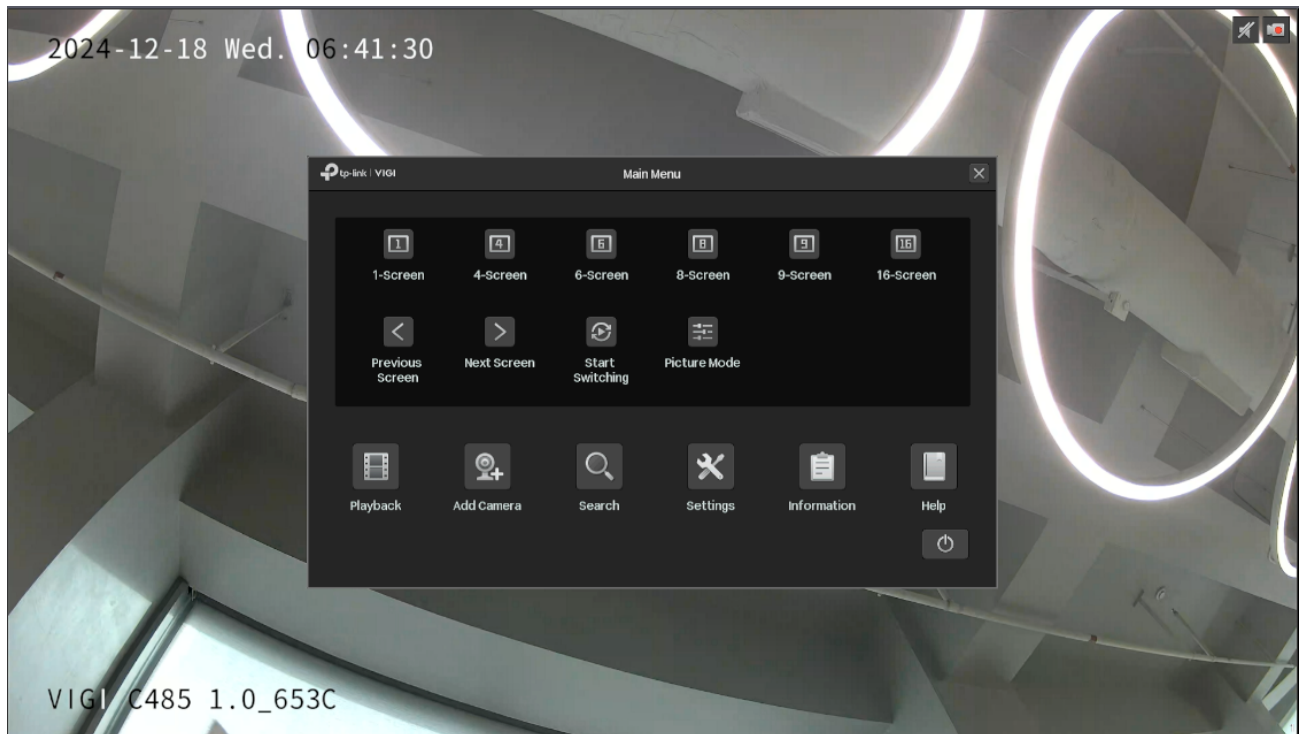 2024-12-18 Wed. 06:41:30
tp-link | VIGI
Main Menu
1
4
6
8
9
16
1-Screen
4-Screen
6-Screen
8-Screen
9-Screen
16-Screen
Previous
Screen
Next Screen
Start
Switching
Picture Mode
Playback
Add Camera
Search
Settings
Information
Help
VIGI C485 1.0_653C